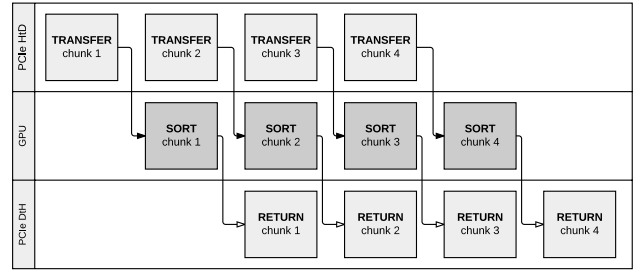 PCIe HtD
TRANSFER
chunk 1
TRANSFER
chunk 2
TRANSFER
chunk 3
TRANSFER
chunk 4
GPU
SORT
chunk 1
SORT
chunk 2
SORT
chunk 3
SORT
chunk 4
PCIe DtH
RETURN
chunk 1
RETURN
chunk 2
RETURN
chunk 3
RETURN
chunk 4